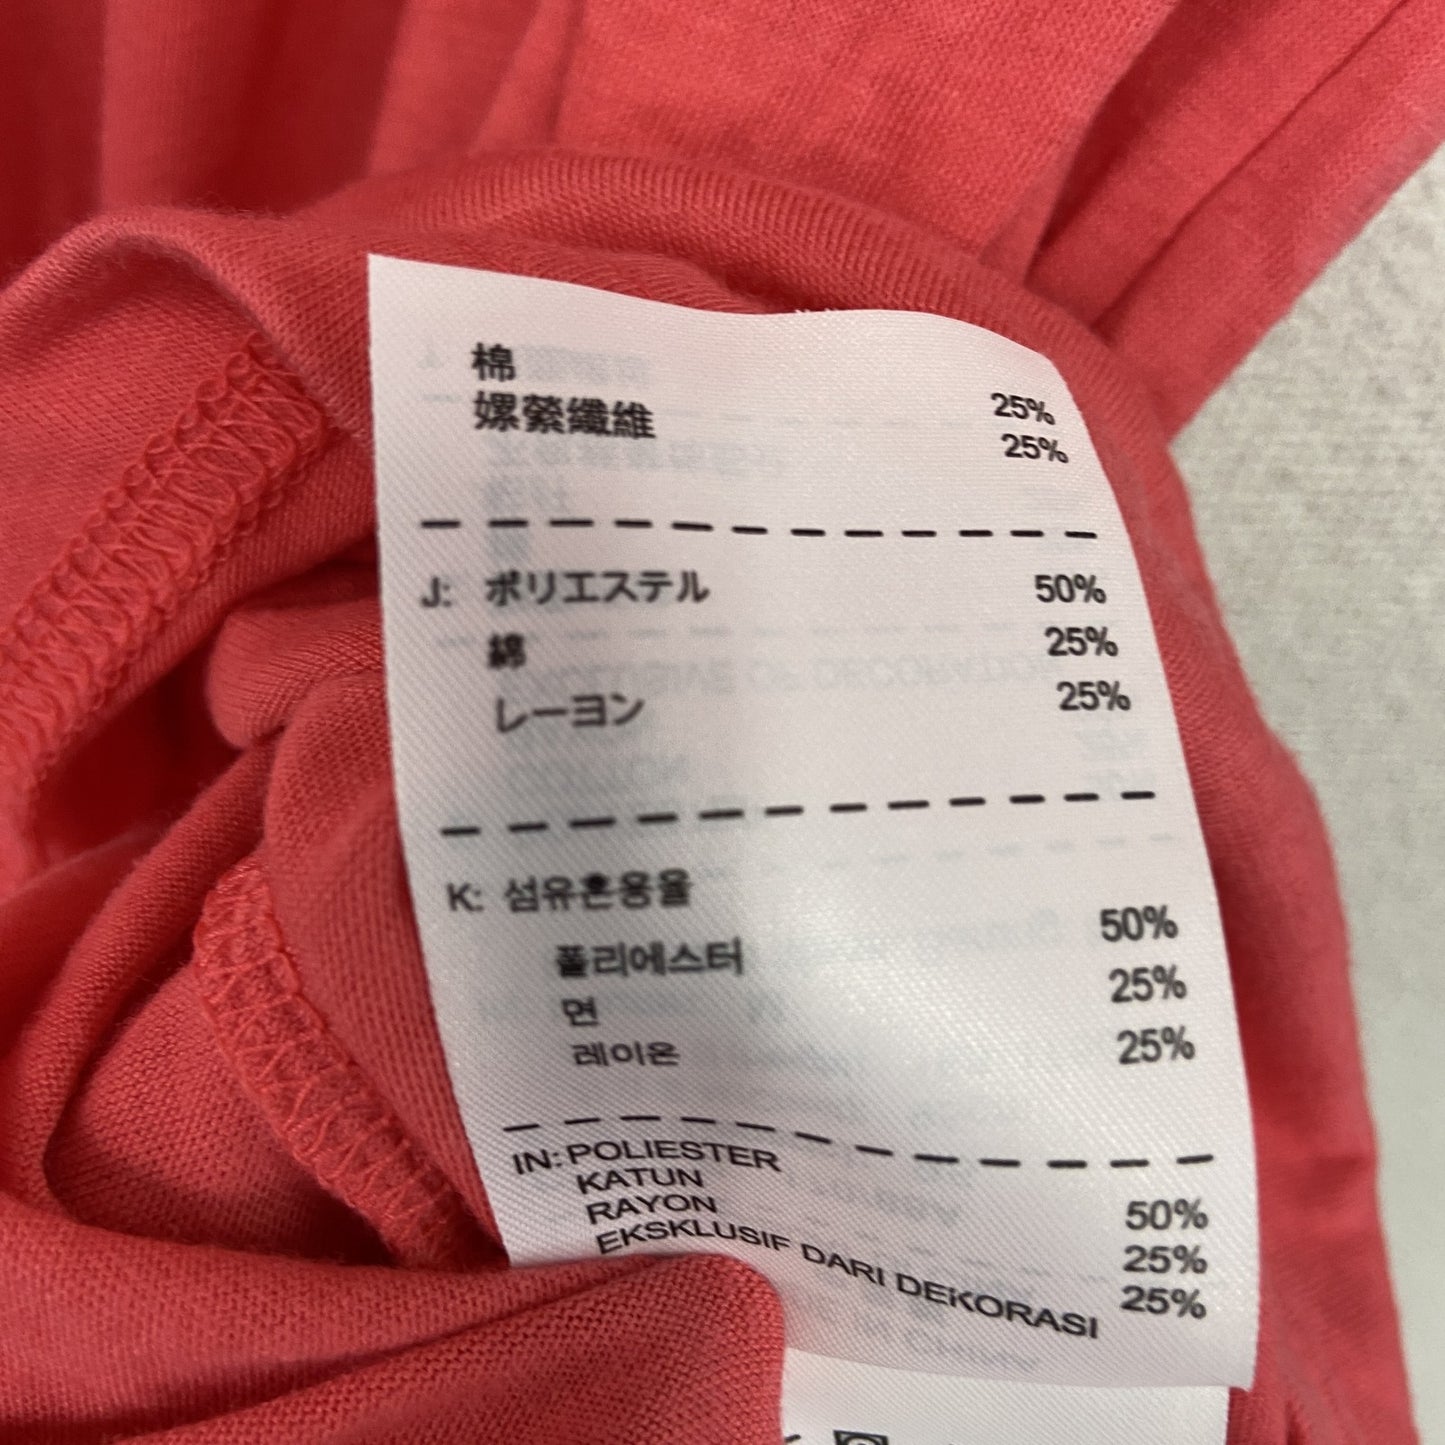 棉 25%
嫘縈纖維 25%
J: ポリエステル 50%
綿 25%
レーヨン 25%
K: 섬유혼용율
폴리에스터 50%
면 25%
레이온 25%
IN: POLIESTER 50%
KATUN 25%
RAYON 25%
EKSKLUSIF DARI DEKORASI